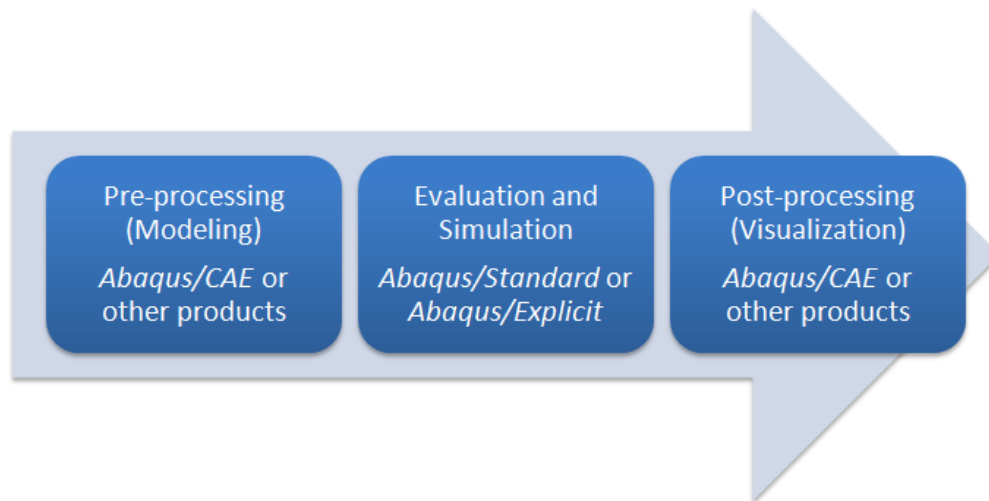 Pre-processing
(Modeling)
Abaqus/CAE or
other products
Evaluation and
Simulation
Abaqus/Standard or
Abaqus/Explicit
Post-processing
(Visualization)
Abaqus/CAE or
other products